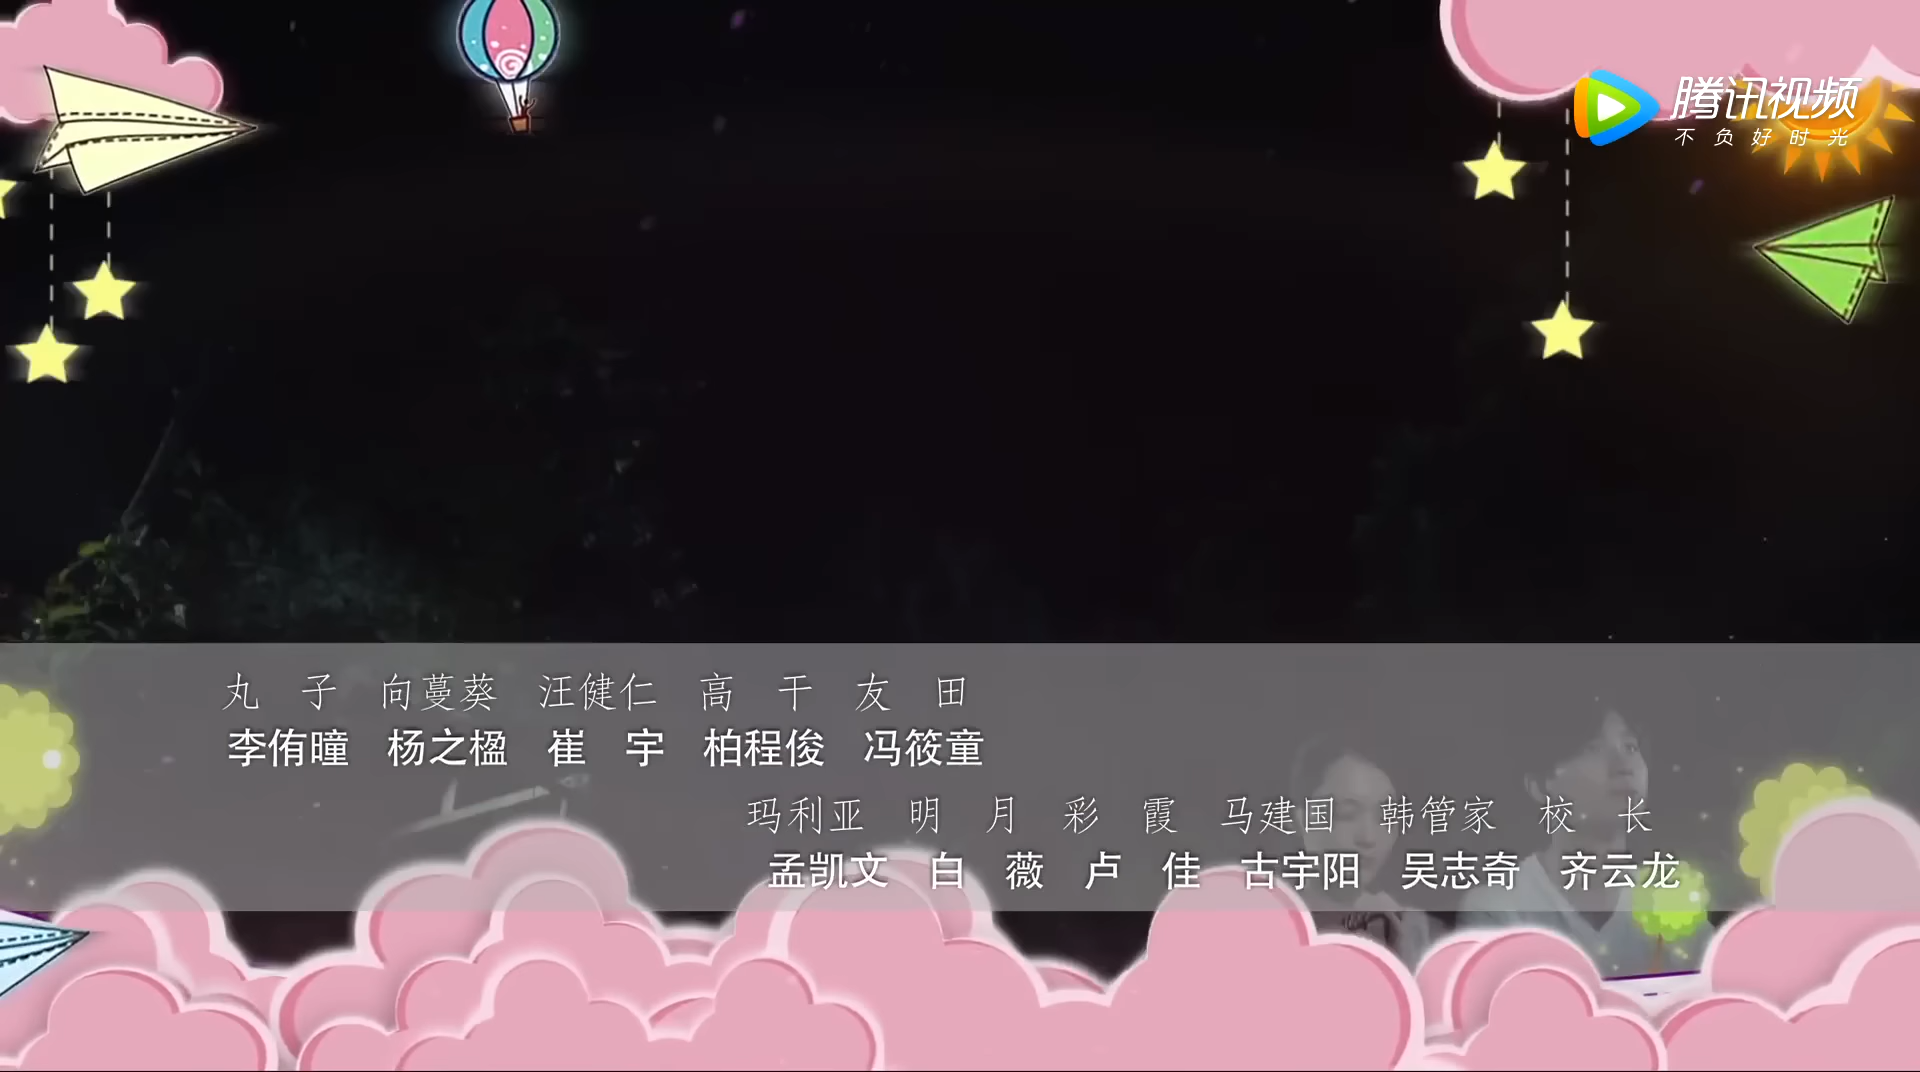 腾讯视频
不负好时光
丸 子 向蔓葵 汪健仁 高 干 友 田
李侑瞳 杨之楹 崔 宇 柏程俊 冯筱童
玛利亚 明 月 彩 霞 马建国 韩管家 校 长
孟凯文 白 薇 卢 佳 古宇阳 吴志奇 齐云龙